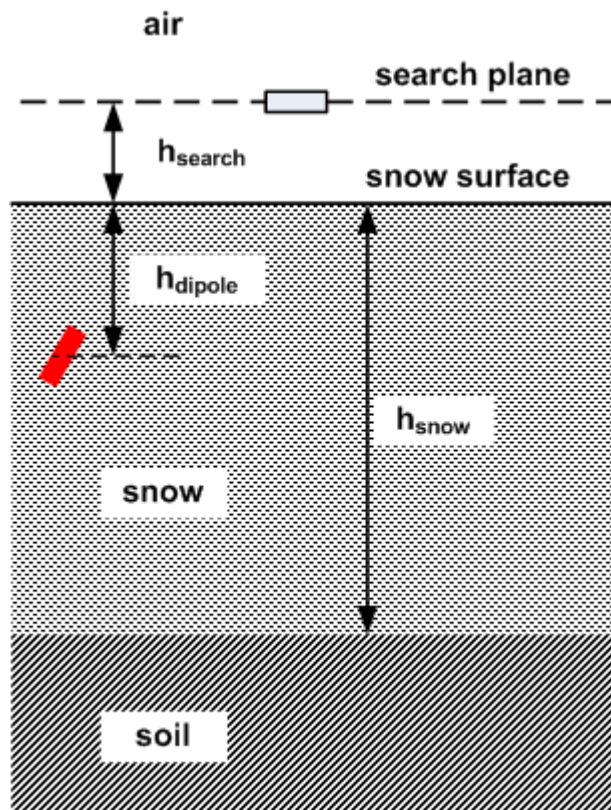 air
search plane
hsearch
snow surface
hdipole
hsnow
snow
soil